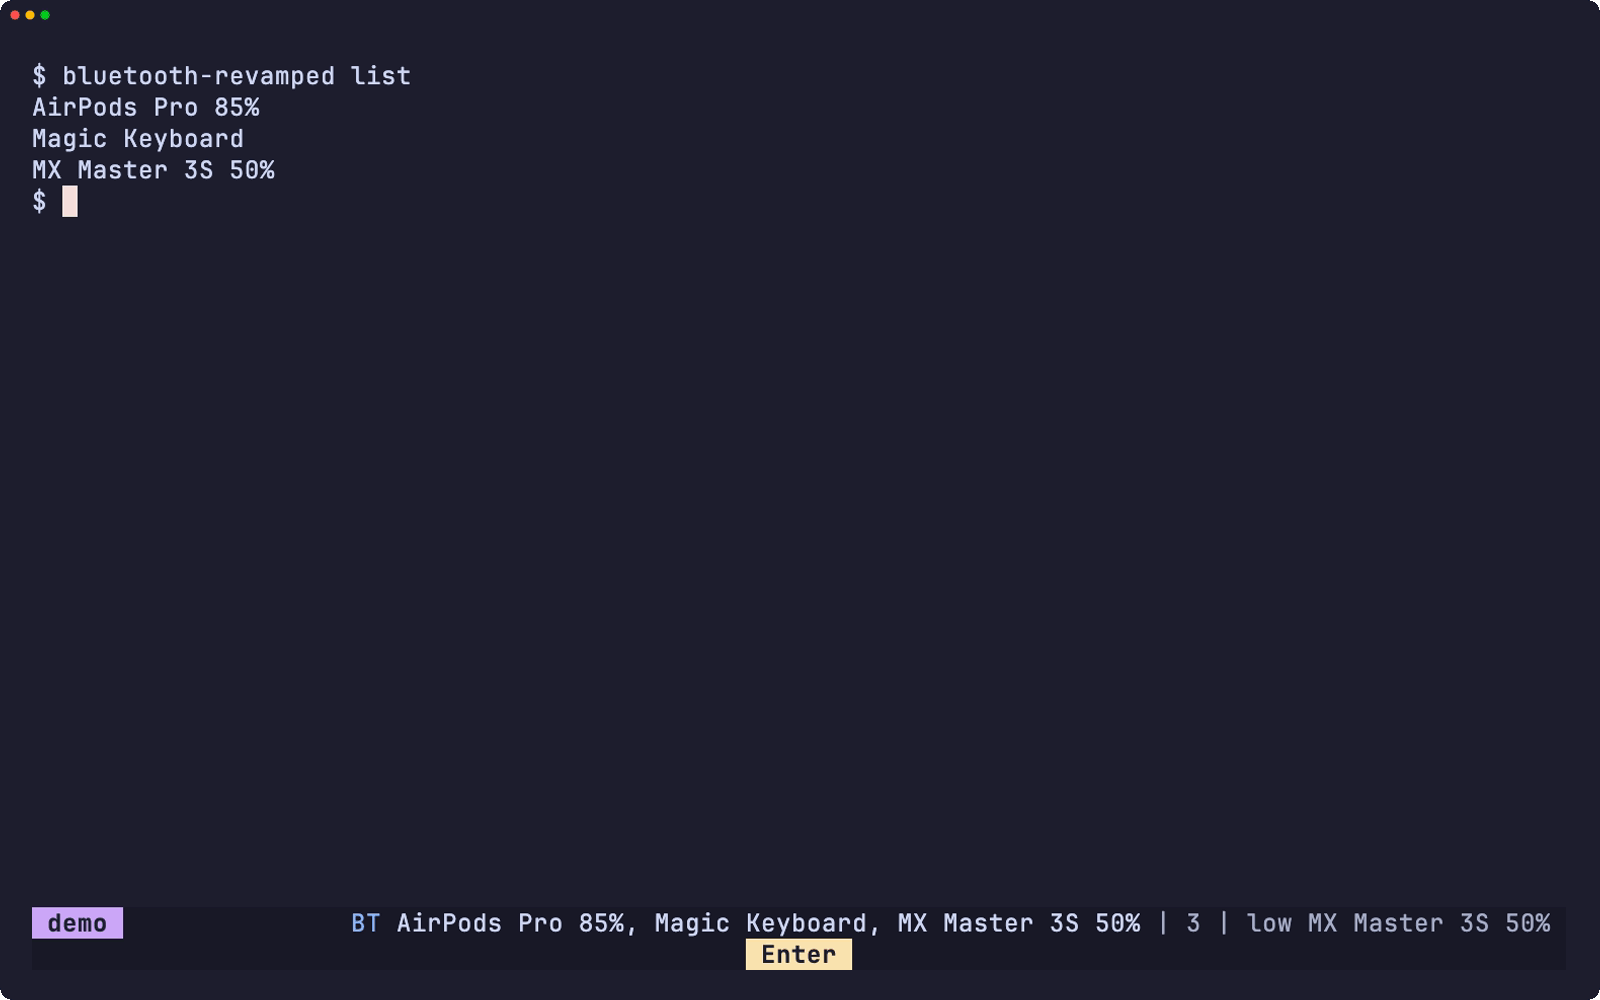 $ bluetooth-revamped list
AirPods Pro 85%
Magic Keyboard
MX Master 3S 50%
$
demo BT AirPods Pro 85%, Magic Keyboard, MX Master 3S 50% | 3 | low MX Master 3S 50%
Enter